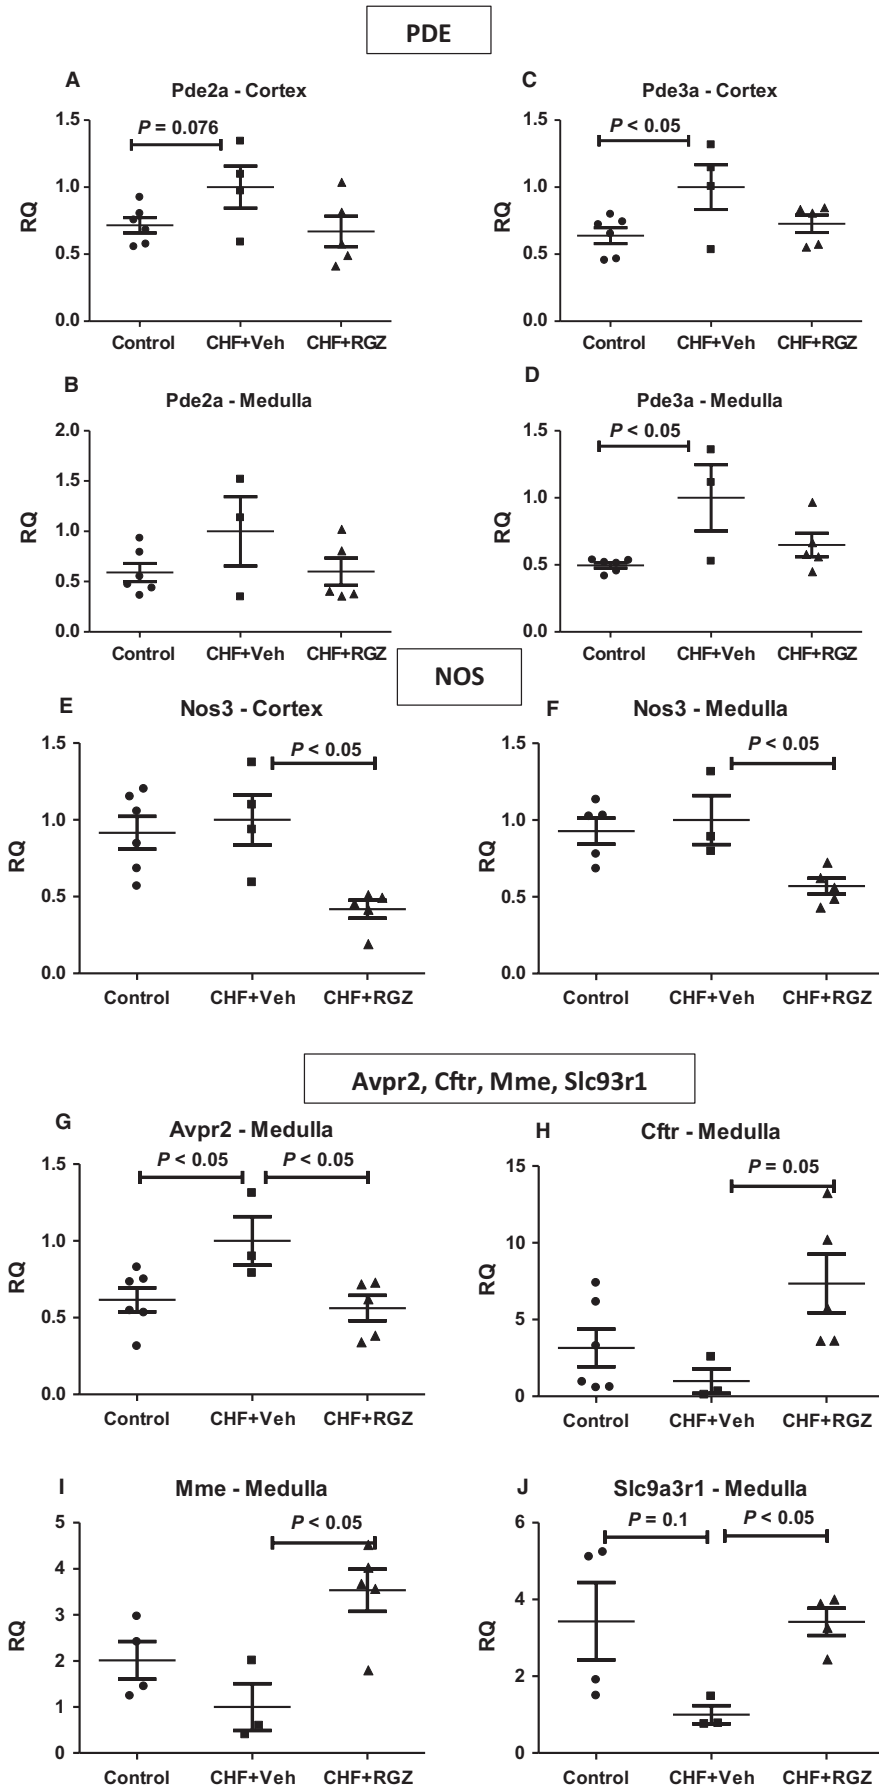 PDE
A
Pde2a - Cortex
1.5
P = 0.076
1.0
RQ
0.5
0.0
Control CHF+Veh CHF+RGZ
C
Pde3a - Cortex
1.5
P < 0.05
1.0
RQ
0.5
0.0
Control CHF+Veh CHF+RGZ
B
Pde2a - Medulla
2.0
1.5
1.0
RQ
0.5
0.0
Control CHF+Veh CHF+RGZ
D
Pde3a - Medulla
1.5
P < 0.05
1.0
RQ
0.5
0.0
Control CHF+Veh CHF+RGZ
NOS
E
Nos3 - Cortex
1.5
P < 0.05
1.0
RQ
0.5
0.0
Control CHF+Veh CHF+RGZ
F
Nos3 - Medulla
1.5
P < 0.05
1.0
RQ
0.5
0.0
Control CHF+Veh CHF+RGZ
Avpr2, Cftr, Mme, Slc93r1
G
Avpr2 - Medulla
1.5
P < 0.05 P < 0.05
1.0
RQ
0.5
0.0
Control CHF+Veh CHF+RGZ
H
Cftr - Medulla
15
P = 0.05
10
RQ
5
0
Control CHF+Veh CHF+RGZ
I
Mme - Medulla
5
P < 0.05
4
3
RQ
2
1
0
Control CHF+Veh CHF+RGZ
J
Slc9a3r1 - Medulla
6
P = 0.1 P < 0.05
4
RQ
2
0
Control CHF+Veh CHF+RGZ